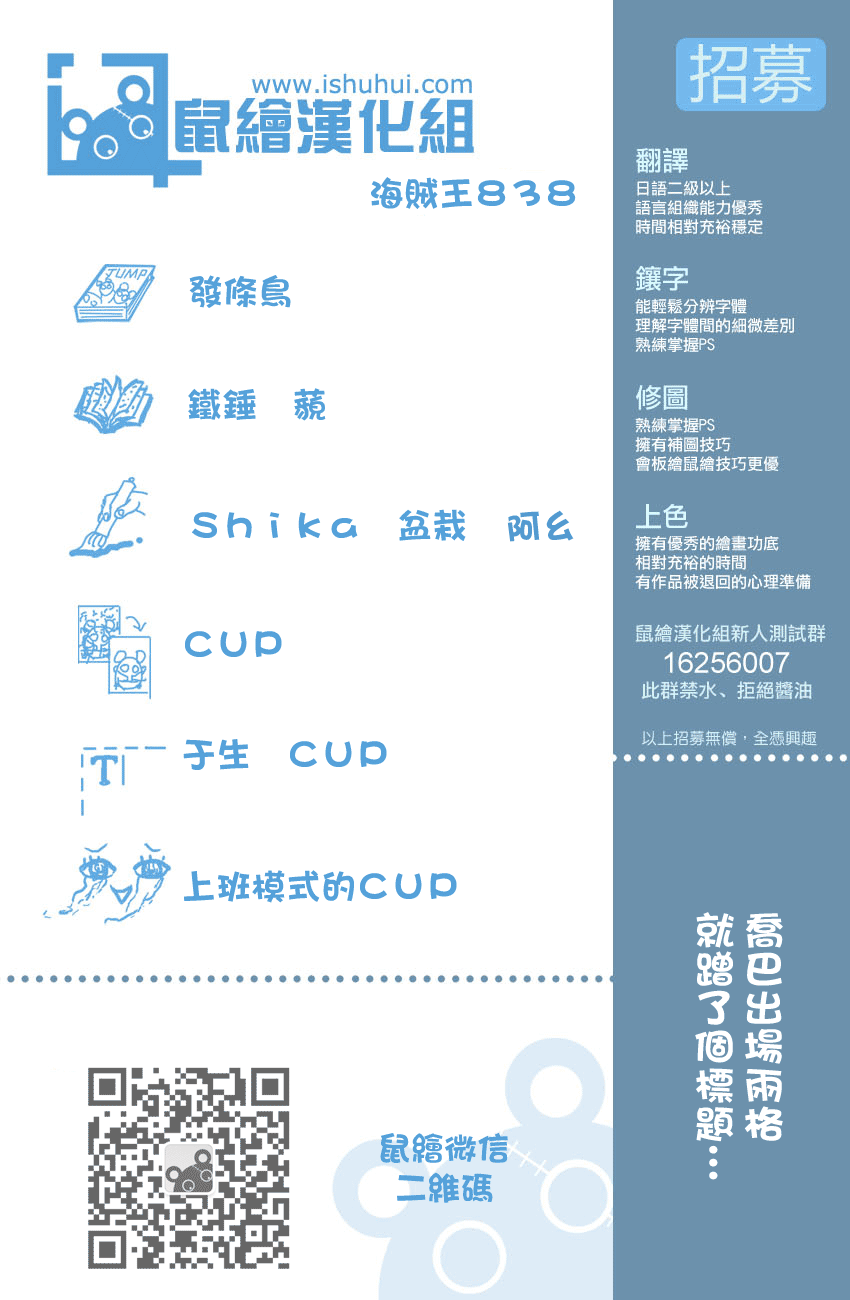 www.ishuhui.com
鼠繪漢化組
海賊王838
JUMP
發條鳥
鐵錘 藐
Shika 盆栽 阿幺
CUP
T
于生 CUP
上班模式的CUP
鼠繪微信
二維碼
招募
翻譯
日語二級以上
語言組織能力優秀
時間相對充裕穩定
鑲字
能輕鬆分辨字體
理解字體間的細微差別
熟練掌握PS
修圖
熟練掌握PS
擁有補圖技巧
會板繪鼠繪技巧更優
上色
擁有優秀的繪畫功底
相對充裕的時間
有作品被退回的心理準備
鼠繪漢化組新人測試群
16256007
此群禁水、拒絕醬油
以上招募無償，全憑興趣
喬巴出場兩格
就蹭了個標題…